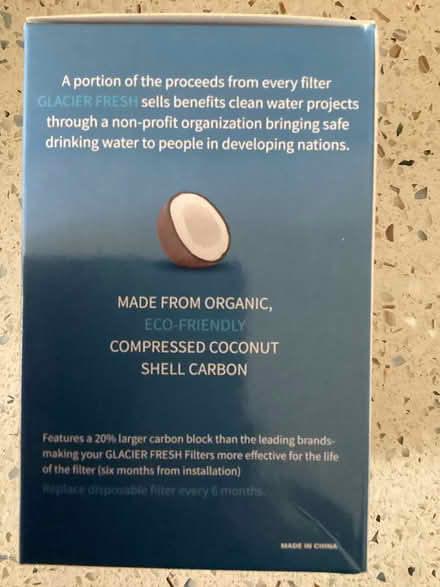 A portion of the proceeds from every filter
GLACIER FRESH sells benefits clean water projects
through a non-profit organization bringing safe
drinking water to people in developing nations.
MADE FROM ORGANIC,
ECO-FRIENDLY
COMPRESSED COCONUT
SHELL CARBON
Features a 20% larger carbon block than the leading brands-
making your GLACIER FRESH Filters more effective for the life
of the filter (six months from installation)
Replace disposable filter every 6 months.
MADE IN CHINA